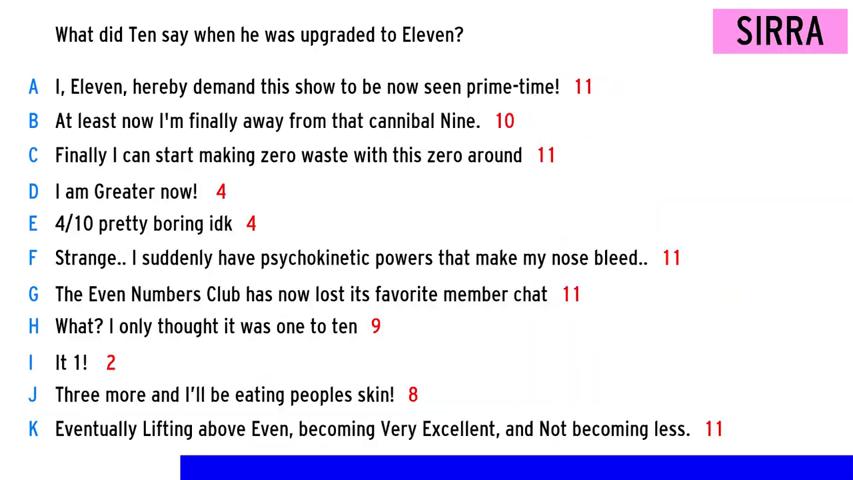 What did Ten say when he was upgraded to Eleven?
SIRRA
A I, Eleven, hereby demand this show to be now seen prime-time! 11
B At least now I'm finally away from that cannibal Nine. 10
C Finally I can start making zero waste with this zero around 11
D I am Greater now! 4
E 4/10 pretty boring idk 4
F Strange.. I suddenly have psychokinetic powers that make my nose bleed.. 11
G The Even Numbers Club has now lost its favorite member chat 11
H What? I only thought it was one to ten 9
I It 1! 2
J Three more and I'll be eating peoples skin! 8
K Eventually Lifting above Even, becoming Very Excellent, and Not becoming less. 11